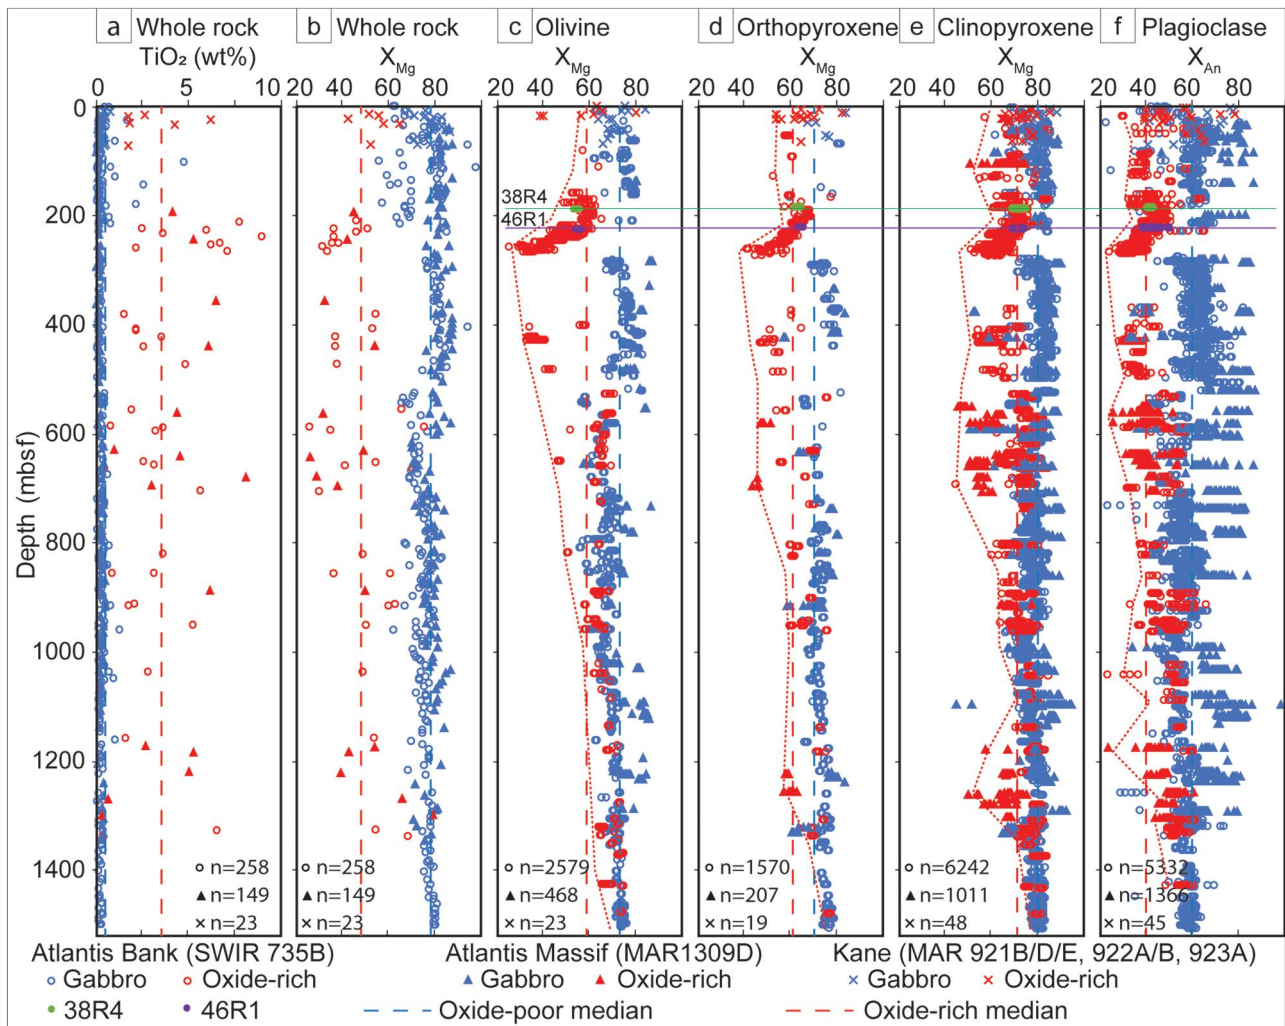 a Whole rock b Whole rock c Olivine d Orthopyroxene e Clinopyroxene f Plagioclase
TiO₂ (wt%) X_Mg X_Mg X_Mg X_Mg X_An
0 5 10 20 40 60 80 20 40 60 80 20 40 60 80 20 40 60 80 20 40 60 80
0
38R4
200
46R1
400
600
Depth (mbsf)
800
1000
1200
1400
n=258 n=258 n=2579 n=1570 n=6242 n=5332
n=149 n=149 n=468 n=207 n=1011 n=1366
n=23 n=23 n=23 n=19 n=48 n=45
Atlantis Bank (SWIR 735B) Atlantis Massif (MAR1309D) Kane (MAR 921B/D/E, 922A/B, 923A)
Gabbro Oxide-rich Gabbro Oxide-rich Gabbro Oxide-rich
38R4 46R1 Oxide-poor median Oxide-rich median